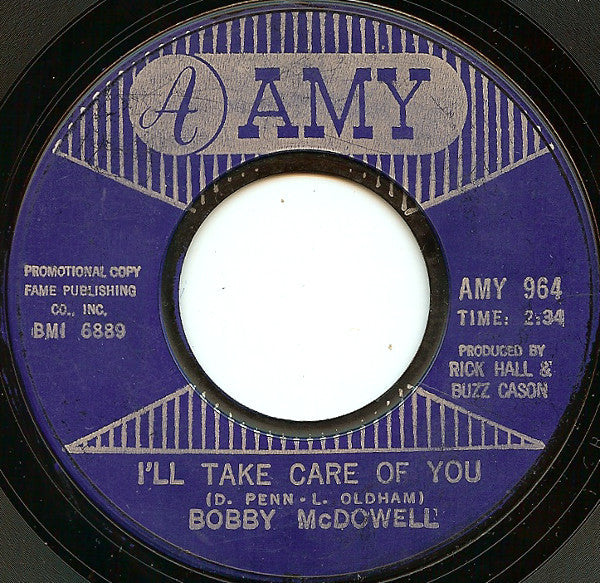 A AMY
PROMOTIONAL COPY
FAME PUBLISHING
CO., INC.
BMI 6889
AMY 964
TIME: 2:34
PRODUCED BY
RICK HALL &
BUZZ CASON
I'LL TAKE CARE OF YOU
(D. PENN - L. OLDHAM)
BOBBY McDOWELL